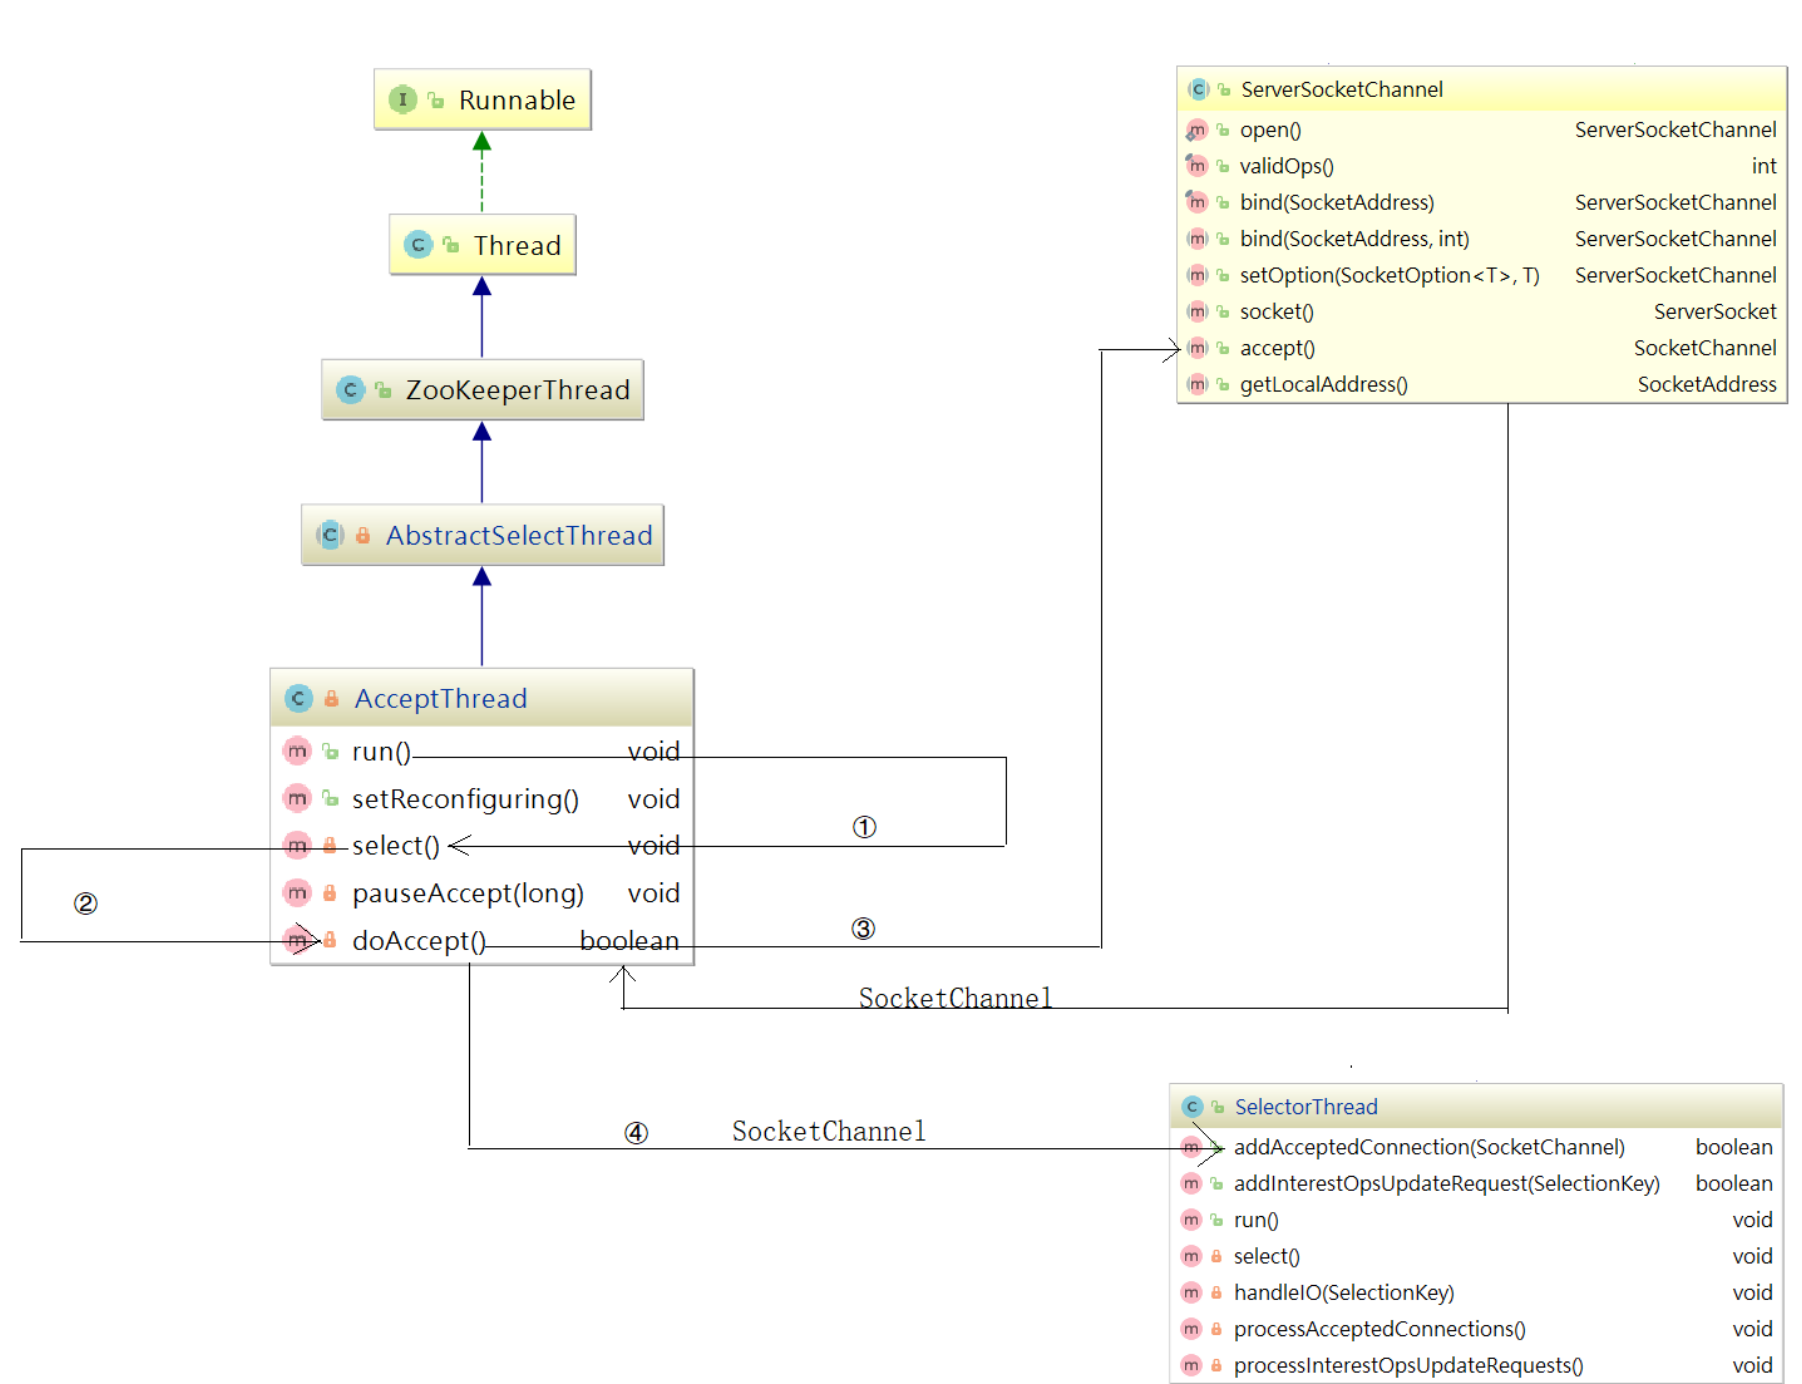 Runnable
Thread
ZooKeeperThread
AbstractSelectThread
AcceptThread
run() void
setReconfiguring() void
select() void
pauseAccept(long) void
doAccept() boolean
①
②
③
SocketChannel
④ SocketChannel
ServerSocketChannel
open() ServerSocketChannel
validOps() int
bind(SocketAddress) ServerSocketChannel
bind(SocketAddress, int) ServerSocketChannel
setOption(SocketOption<T>, T) ServerSocketChannel
socket() ServerSocket
accept() SocketChannel
getLocalAddress() SocketAddress
SelectorThread
addAcceptedConnection(SocketChannel) boolean
addInterestOpsUpdateRequest(SelectionKey) boolean
run() void
select() void
handleIO(SelectionKey) void
processAcceptedConnections() void
processInterestOpsUpdateRequests() void